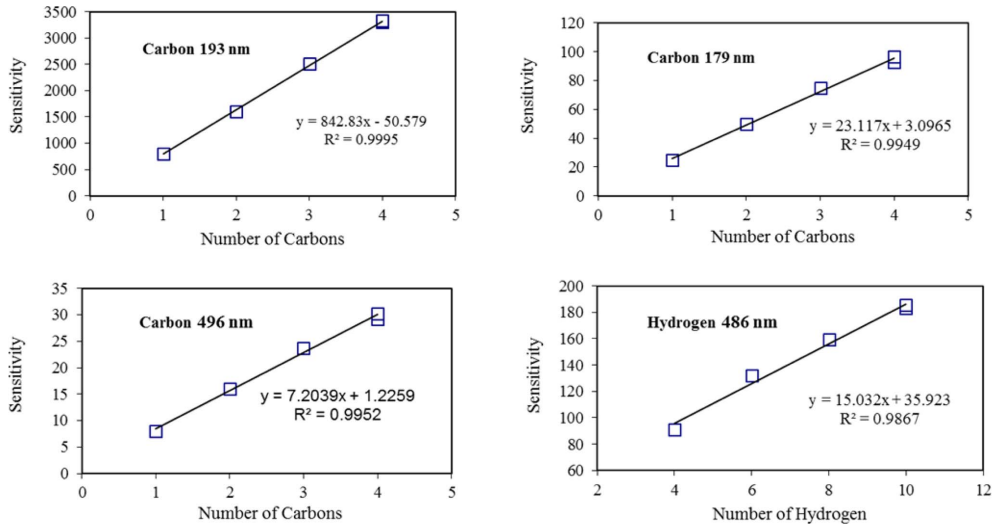 3500
3000
2500
2000
1500
1000
500
0
Sensitivity
Carbon 193 nm
y = 842.83x - 50.579
R² = 0.9995
0 1 2 3 4 5
Number of Carbons
120
100
80
60
40
20
0
Sensitivity
Carbon 179 nm
y = 23.117x + 3.0965
R² = 0.9949
0 1 2 3 4 5
Number of Carbons
35
30
25
20
15
10
5
0
Sensitivity
Carbon 496 nm
y = 7.2039x + 1.2259
R² = 0.9952
0 1 2 3 4 5
Number of Carbons
200
180
160
140
120
100
80
60
Sensitivity
Hydrogen 486 nm
y = 15.032x + 35.923
R² = 0.9867
2 4 6 8 10 12
Number of Hydrogen